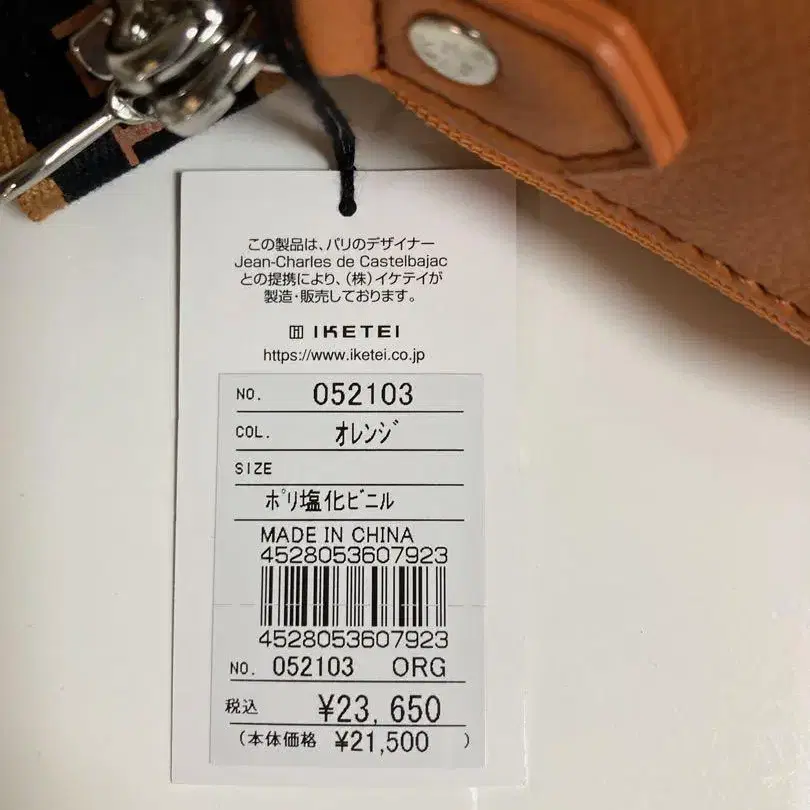 この製品は、パリのデザイナー
Jean-Charles de Castelbajac
との提携により、(株)イケテイが
製造・販売しております。
IKETEI
https://www.iketei.co.jp
NO. 052103
COL. オレンジ
SIZE
ポリ塩化ビニル
MADE IN CHINA
4528053607923
4528053607923
NO. 052103 ORG
税込 ¥23,650
(本体価格 ¥21,500 )